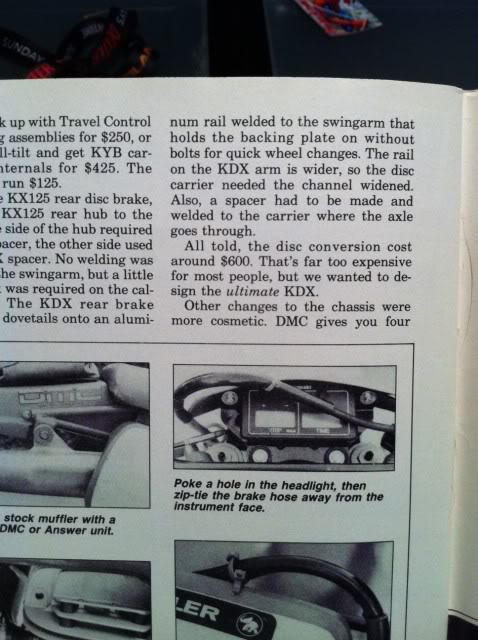 SUNDAY
k up with Travel Control
g assemblies for $250, or
ll-tilt and get KYB car-
nternals for $425. The
run $125.
e KX125 rear disc brake,
KX125 rear hub to the
e side of the hub required
pacer, the other side used
X spacer. No welding was
he swingarm, but a little
t was required on the cal-
The KDX rear brake
dovetails onto an alumi-
num rail welded to the swingarm that
holds the backing plate on without
bolts for quick wheel changes. The rail
on the KDX arm is wider, so the disc
carrier needed the channel widened.
Also, a spacer had to be made and
welded to the carrier where the axle
goes through.
All told, the disc conversion cost
around $600. That's far too expensive
for most people, but we wanted to de-
sign the ultimate KDX.
Other changes to the chassis were
more cosmetic. DMC gives you four
stock muffler with a
DMC or Answer unit.
Poke a hole in the headlight, then
zip-tie the brake hose away from the
instrument face.
LER